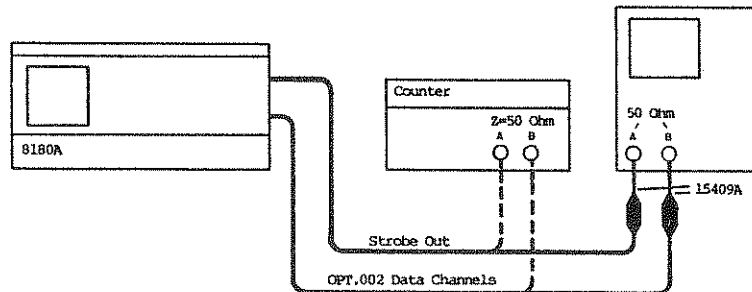 8180A
Counter
Z=50 Ohm
A B
50 Ohm
A B
15409A
Strobe Out
OPT.002 Data Channels